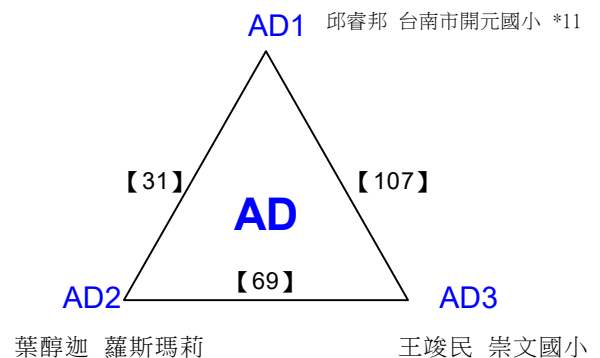 AD1 邱睿邦 台南市開元國小 *11
【31】
【107】
AD
【69】
AD2
AD3
葉醇迦 蘿斯瑪莉
王竣民 崇文國小